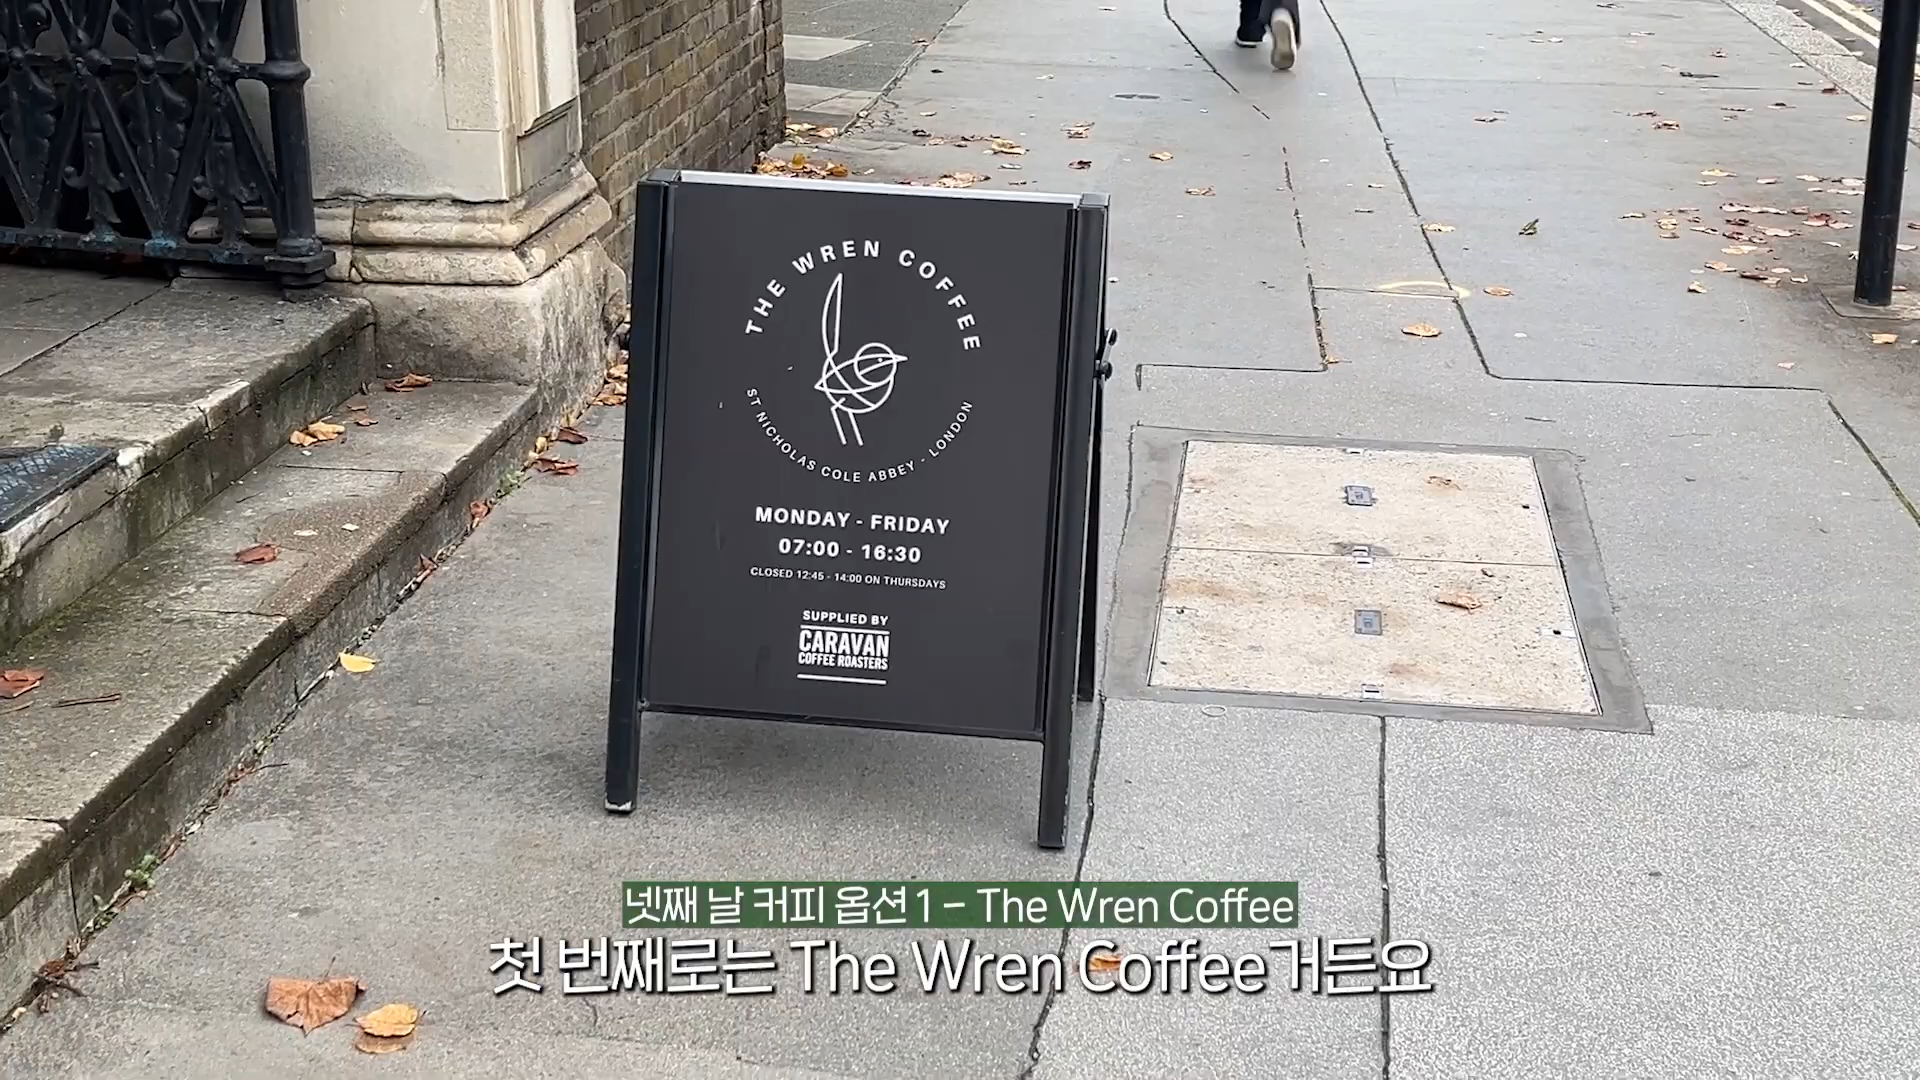 THE WREN COFFEE
ST NICHOLAS COLE ABBEY - LONDON
MONDAY - FRIDAY
07:00 - 16:30
CLOSED 12:45 - 14:00 ON THURSDAYS
SUPPLIED BY
CARAVAN
COFFEE ROASTERS
넷째 날 커피 옵션 1 – The Wren Coffee
첫 번째로는 The Wren Coffee거든요